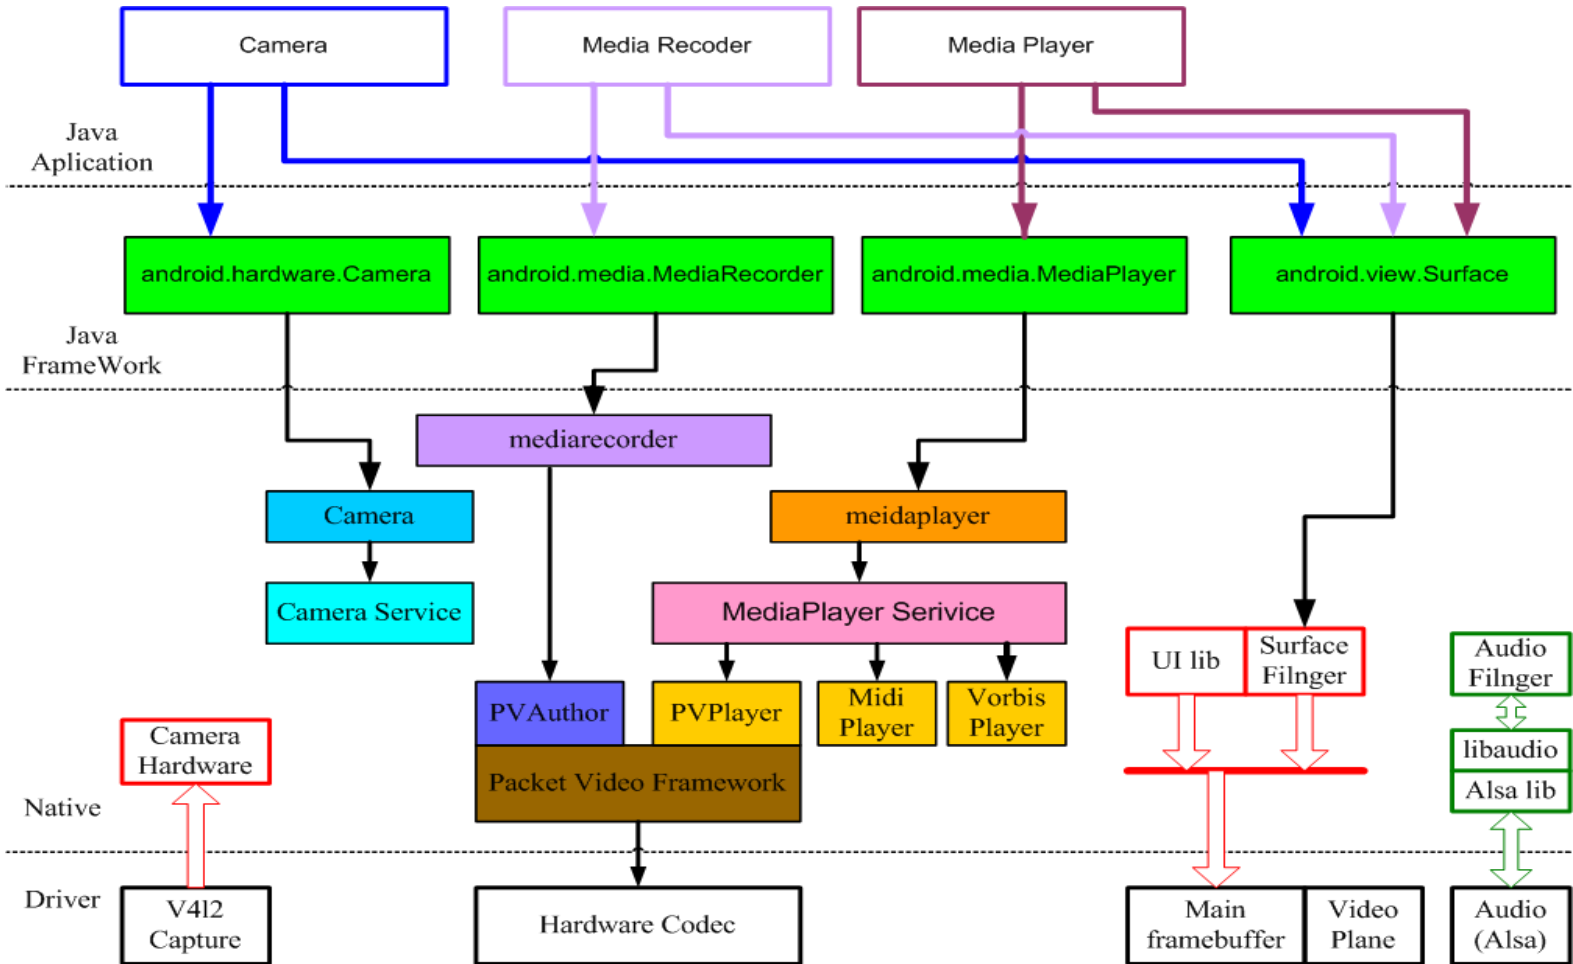 Camera
Media Recoder
Media Player
Java
Aplication
android.hardware.Camera
android.media.MediaRecorder
android.media.MediaPlayer
android.view.Surface
Java
FrameWork
mediarecorder
Camera
meidaplayer
Camera Service
MediaPlayer Serivice
UI lib
Surface
Filnger
Audio
Filnger
PVAuthor
PVPlayer
Midi
Player
Vorbis
Player
Camera
Hardware
libaudio
Packet Video Framework
Alsa lib
Native
Driver
V4l2
Capture
Hardware Codec
Main
framebuffer
Video
Plane
Audio
(Alsa)